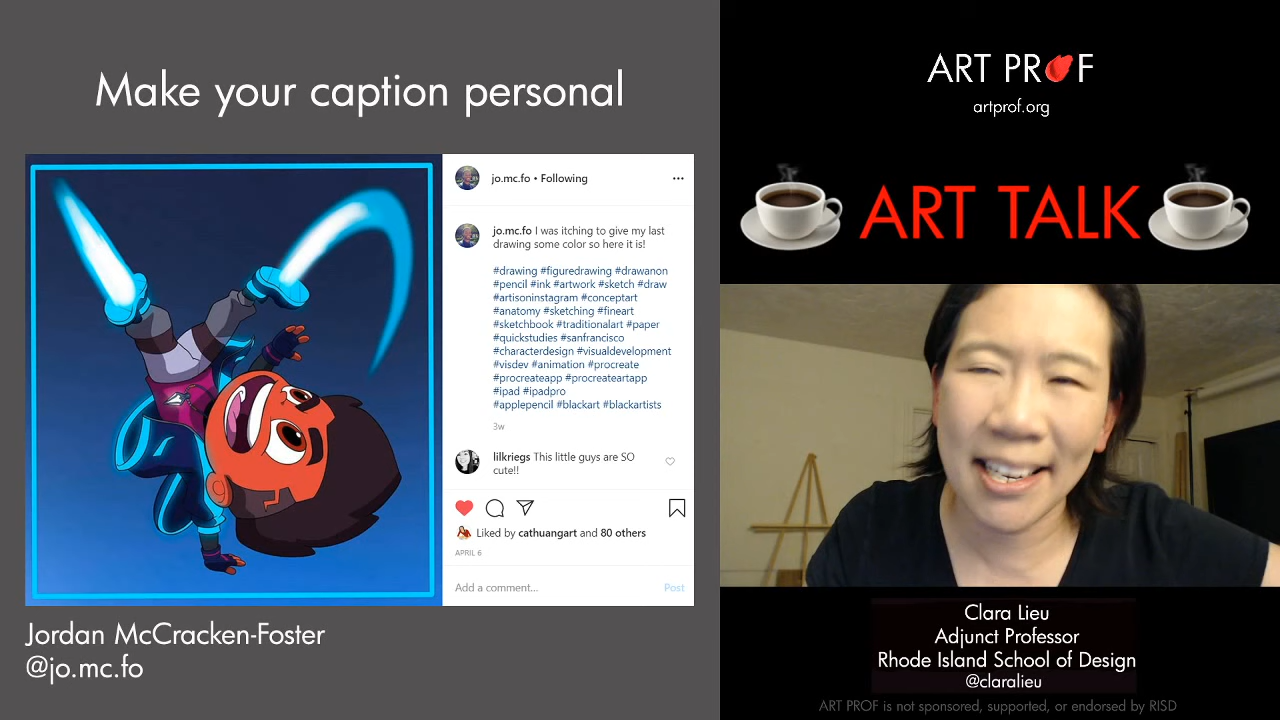 Make your caption personal
jo.mc.fo • Following
...
jo.mc.fo I was itching to give my last
drawing some color so here it is!
#drawing #figuredrawing #drawanon
#pencil #ink #artwork #sketch #draw
#artisoninstagram #conceptart
#anatomy #sketching #fineart
#sketchbook #traditionalart #paper
#quickstudies #sanfrancisco
#characterdesign #visualdevelopment
#visdev #animation #procreate
#procreateapp #procreateartapp
#ipad #ipadpro
#applepencil #blackart #blackartists
3w
lilkriegs This little guys are SO
cute!!
Liked by cathuangart and 80 others
APRIL 6
Add a comment... Post
Jordan McCracken-Foster
@jo.mc.fo
ART PROF
artprof.org
ART TALK
Clara Lieu
Adjunct Professor
Rhode Island School of Design
@claralieu
ART PROF is not sponsored, supported, or endorsed by RISD